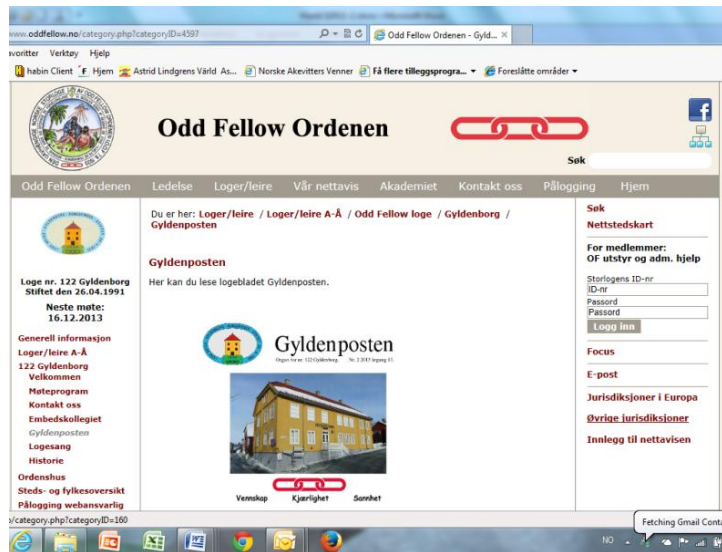 www.oddfellow.no/category.php?categoryID=4597
Odd Fellow Ordenen - Gyld...
Verktøy Hjelp
habin Client Hjem Astrid Lindgrens Värld As... Norske Akevitters Venner Få flere tilleggsprogra... Foreslåtte områder
Odd Fellow Ordenen
Søk
Odd Fellow Ordenen Ledelse Loger/leire Vår nettavis Akademiet Kontakt oss Pålogging Hjem
Loge nr. 122 Gyldenborg
Stiftet den 26.04.1991
Neste møte:
16.12.2013
Generell informasjon
Loger/leire A-Å
122 Gyldenborg
Velkommen
Møteprogram
Kontakt oss
Embedskollegiet
Gyldenposten
Logesang
Historie
Ordenshus
Steds- og fylkesoversikt
Pålogging webansvarlig
Du er her: Loger/leire / Loger/leire A-Å / Odd Fellow loge / Gyldenborg /
Gyldenposten
Gyldenposten
Her kan du lese logebladet Gyldenposten.
Gyldenposten
Vennskap Kjærlighet Sannhet
Søk
Nettstedskart
For medlemmer:
OF utstyr og adm. hjelp
Storlogens ID-nr
ID-nr
Passord
Passord
Logg inn
Focus
E-post
Jurisdiksjoner i Europa
Øvrige jurisdiksjoner
Innlegg til nettavisen
/category.php?categoryID=160
Fetching Gmail Conta
NO